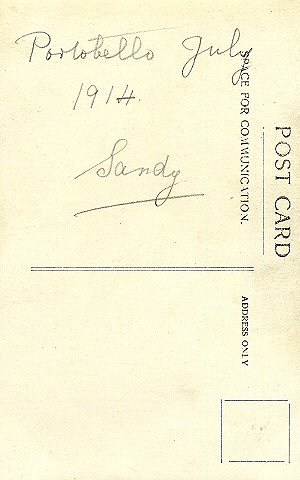 Portobello July
1914.
Sandy
POST CARD
SPACE FOR COMMUNICATION.
ADDRESS ONLY